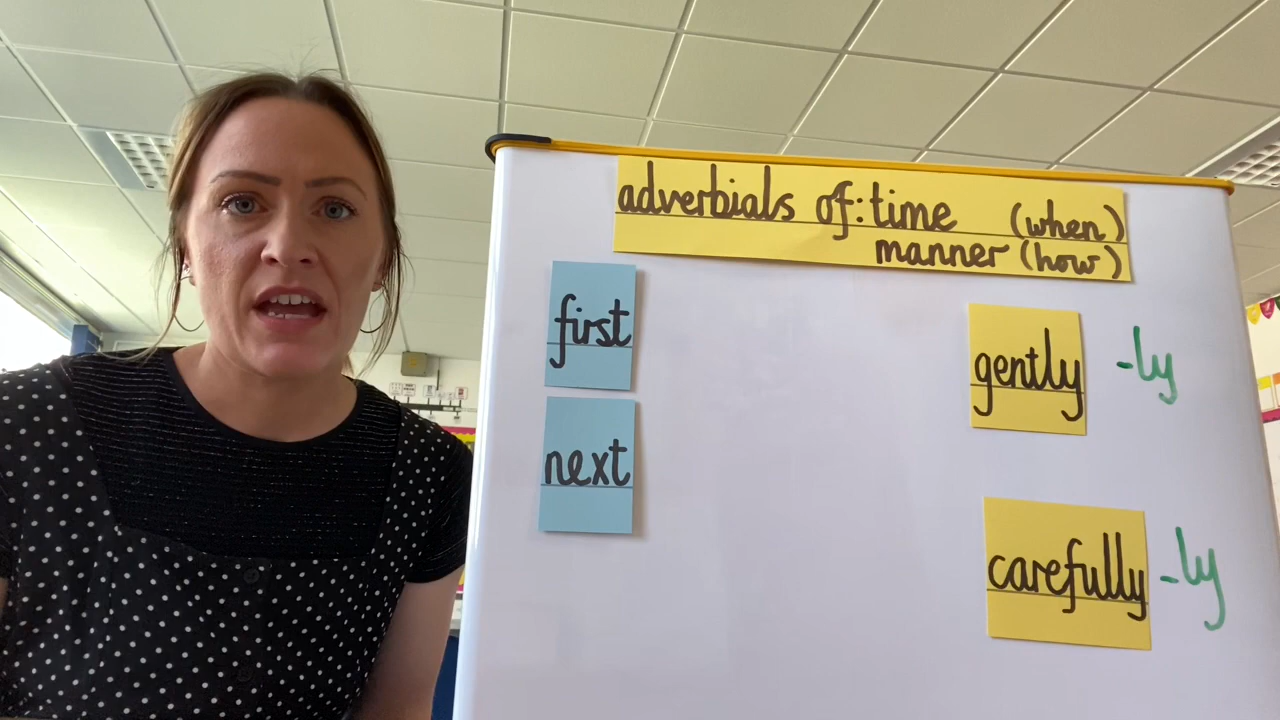 adverbials of: time (when)
manner (how)
first
gently -ly
next
carefully -ly